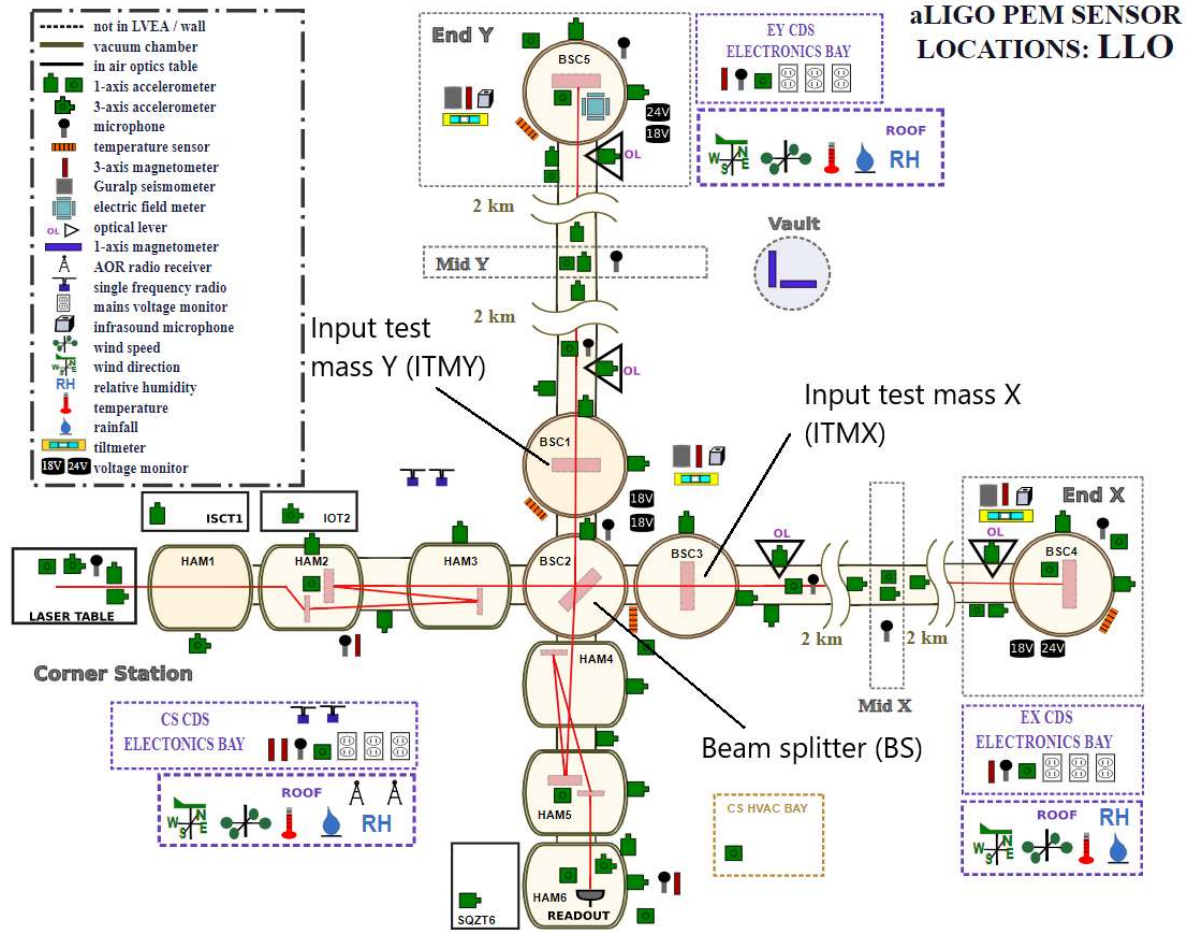 aLIGO PEM SENSOR
LOCATIONS: LLO
not in LVEA / wall
vacuum chamber
in air optics table
1-axis accelerometer
3-axis accelerometer
microphone
temperature sensor
3-axis magnetometer
Guralp seismometer
electric field meter
OL optical lever
1-axis magnetometer
AOR radio receiver
single frequency radio
mains voltage monitor
infrasound microphone
wind speed
W S N E wind direction
RH relative humidity
temperature
rainfall
tiltmeter
18V 24V voltage monitor
End Y
BSC5
24V
18V
OL
EY CDS
ELECTRONICS BAY
ROOF
W S N E
RH
2 km
Mid Y
Vault
2 km
Input test
mass Y (ITMY)
OL
Input test mass X
(ITMX)
BSC1
18V
18V
ISCT1
IOT2
End X
OL
OL
HAM1
HAM2
HAM3
BSC2
BSC3
BSC4
LASER TABLE
2 km
2 km
18V 24V
Corner Station
HAM4
Mid X
Beam splitter (BS)
CS CDS
ELECTONICS BAY
EX CDS
ELECTRONICS BAY
ROOF
W S N E
RH
HAM5
CS HVAC BAY
ROOF
W S N E
RH
HAM6
READOUT
SQZT6